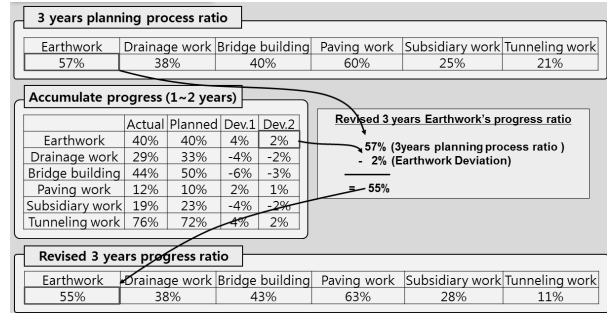 3 years planning process ratio
Earthwork Drainage work Bridge building Paving work Subsidiary work Tunneling work
57% 38% 40% 60% 25% 21%
Accumulate progress (1~2 years)
Actual Planned Dev.1 Dev.2
Earthwork 40% 40% 4% 2%
Drainage work 29% 33% -4% -2%
Bridge building 44% 50% -6% -3%
Paving work 12% 10% 2% 1%
Subsidiary work 19% 23% -4% -2%
Tunneling work 76% 72% 4% 2%
Revised 3 years Earthwork's progress ratio
57% (3years planning process ratio )
- 2% (Earthwork Deviation)
= 55%
Revised 3 years progress ratio
Earthwork Drainage work Bridge building Paving work Subsidiary work Tunneling work
55% 38% 43% 63% 28% 11%